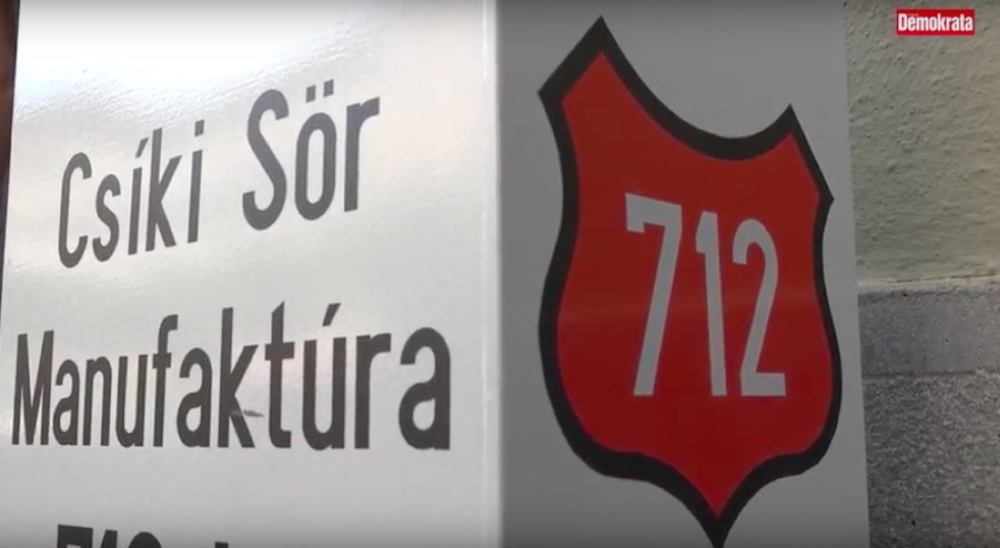 Csíki Sör
Manufaktúra
712
Demokrata